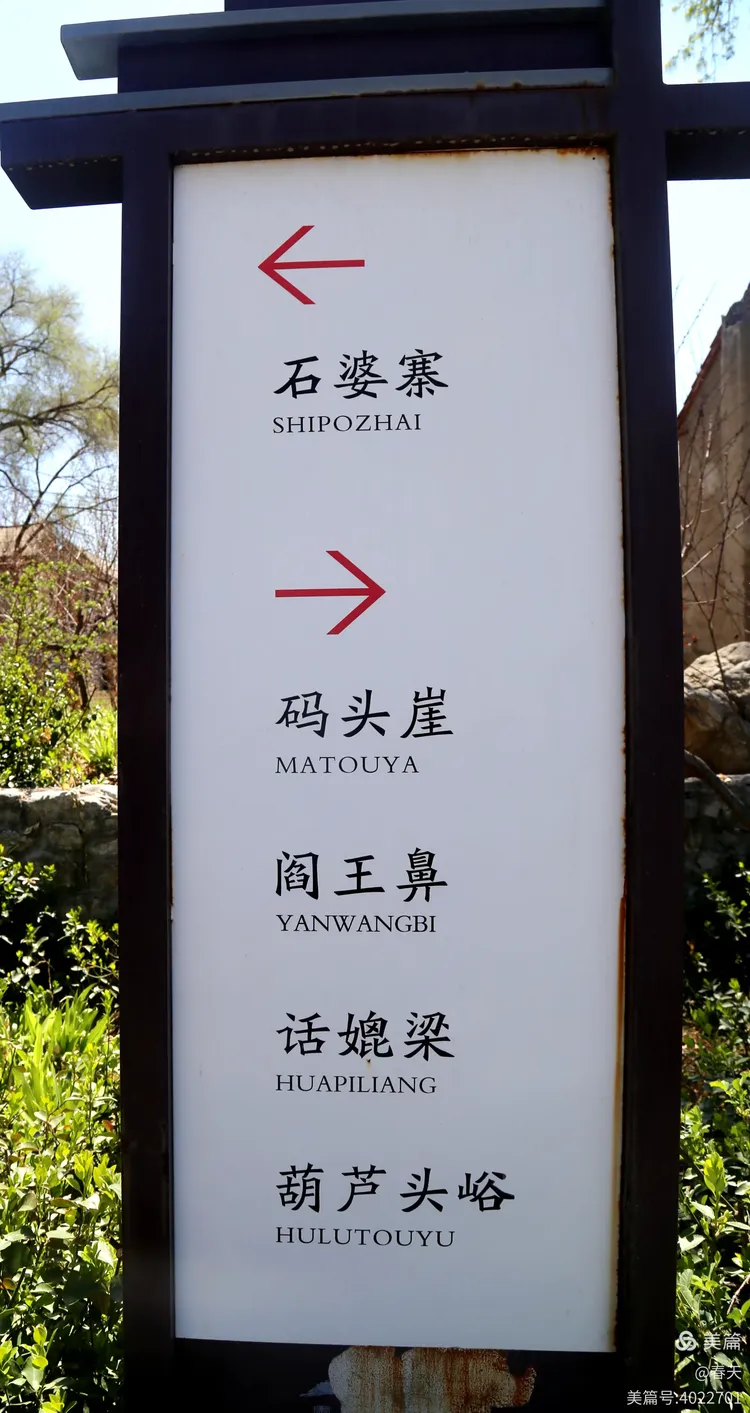 ←
石婆寨
SHIPOZHAI
→
码头崖
MATOUYA
阎王鼻
YANWANGBI
话媲梁
HUAPILIANG
葫芦头峪
HULUTOUYU
美篇
@春天
美篇号:4022701